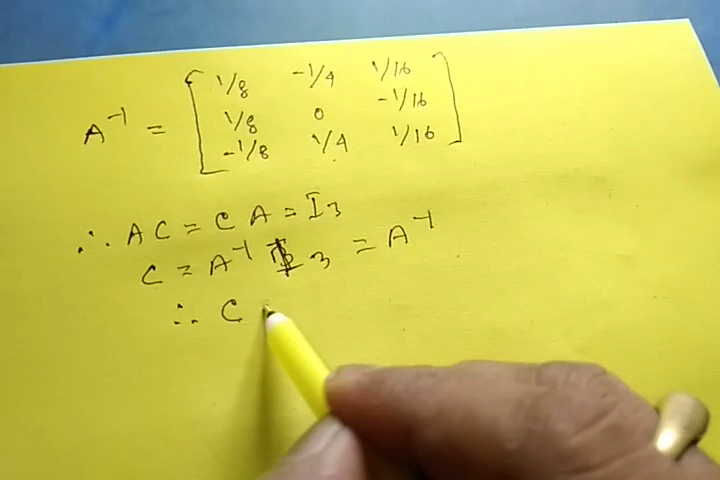 A⁻¹ = [ 1/8 -1/4 1/16
1/8 0 -1/16
-1/8 1/4 1/16 ]
∴ AC = CA = I₃
C = A⁻¹ I₃ = A⁻¹
∴ C